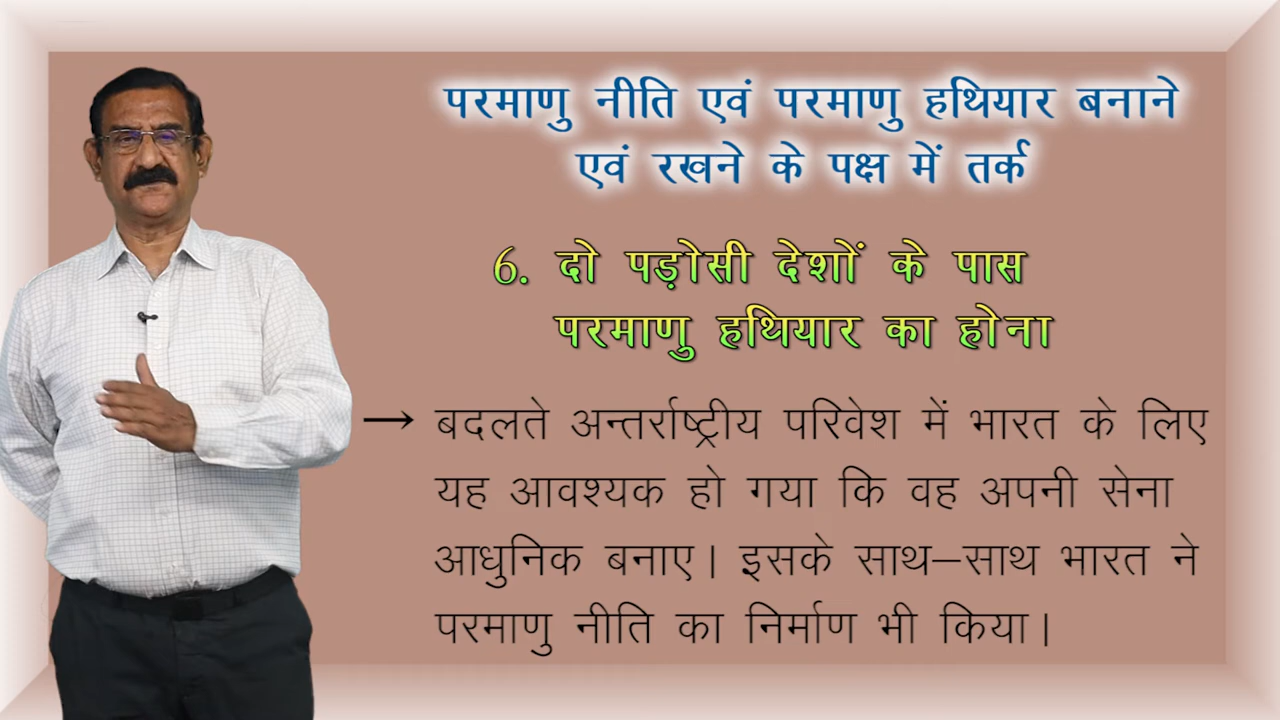 परमाणु नीति एवं परमाणु हथियार बनाने
एवं रखने के पक्ष में तर्क
6. दो पड़ोसी देशों के पास
परमाणु हथियार का होना
→ बदलते अन्तर्राष्ट्रीय परिवेश में भारत के लिए
यह आवश्यक हो गया कि वह अपनी सेना
आधुनिक बनाए। इसके साथ–साथ भारत ने
परमाणु नीति का निर्माण भी किया।